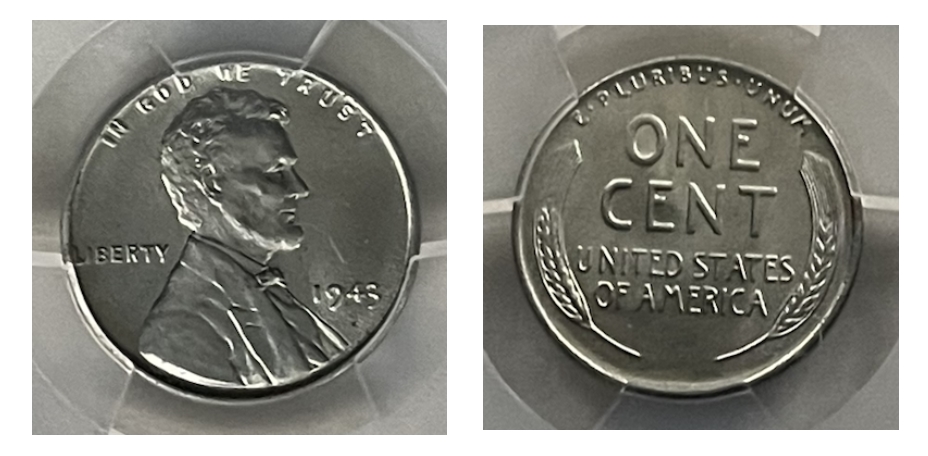 IN GOD WE TRUST
LIBERTY
1943
E·PLURIBUS·UNUM
ONE
CENT
UNITED STATES
OF AMERICA